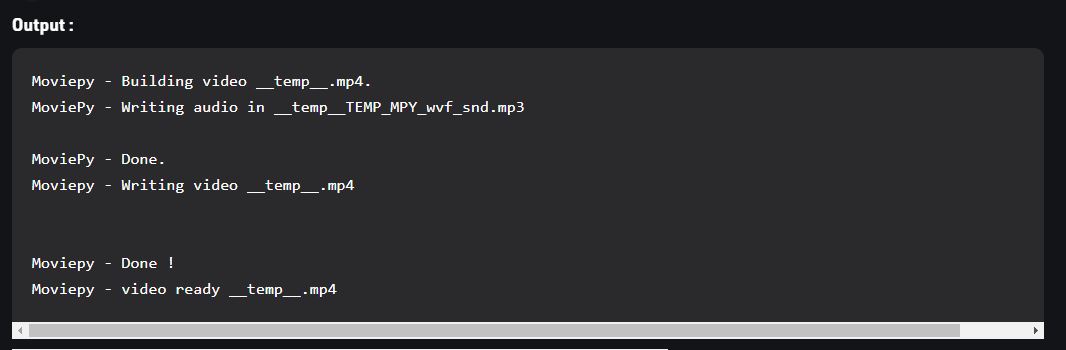 Output :
Moviepy - Building video __temp__.mp4.
MoviePy - Writing audio in __temp__TEMP_MPY_wvf_snd.mp3
MoviePy - Done.
Moviepy - Writing video __temp__.mp4
Moviepy - Done !
Moviepy - video ready __temp__.mp4